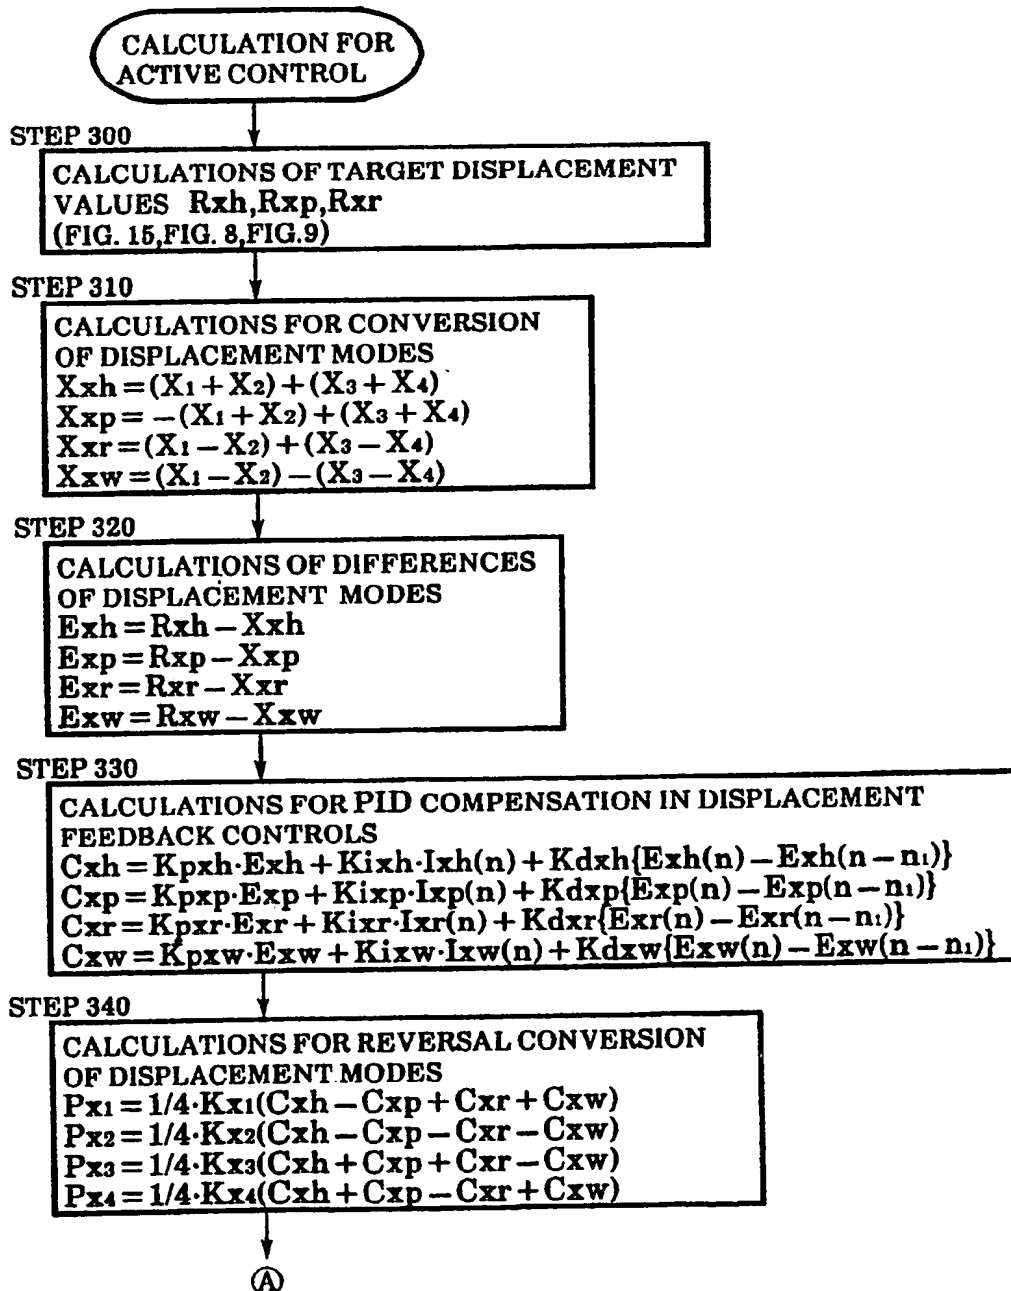 CALCULATION FOR
ACTIVE CONTROL
STEP 300
CALCULATIONS OF TARGET DISPLACEMENT
VALUES Rxh,Rxp,Rxr
(FIG. 15,FIG. 8,FIG.9)
STEP 310
CALCULATIONS FOR CONVERSION
OF DISPLACEMENT MODES
Xxh=(X1+X2)+(X3+X4)
Xxp=−(X1+X2)+(X3+X4)
Xxr=(X1−X2)+(X3−X4)
Xxw=(X1−X2)−(X3−X4)
STEP 320
CALCULATIONS OF DIFFERENCES
OF DISPLACEMENT MODES
Exh=Rxh−Xxh
Exp=Rxp−Xxp
Exr=Rxr−Xxr
Exw=Rxw−Xxw
STEP 330
CALCULATIONS FOR PID COMPENSATION IN DISPLACEMENT
FEEDBACK CONTROLS
Cxh=Kpxh·Exh+Kixh·Ixh(n)+Kdxh{Exh(n)−Exh(n−n1)}
Cxp=Kpxp·Exp+Kixp·Ixp(n)+Kdxp{Exp(n)−Exp(n−n1)}
Cxr=Kpxr·Exr+Kixr·Ixr(n)+Kdxr{Exr(n)−Exr(n−n1)}
Cxw=Kpxw·Exw+Kixw·Ixw(n)+Kdxw{Exw(n)−Exw(n−n1)}
STEP 340
CALCULATIONS FOR REVERSAL CONVERSION
OF DISPLACEMENT MODES
Px1=1/4·Kx1(Cxh−Cxp+Cxr+Cxw)
Px2=1/4·Kx2(Cxh−Cxp−Cxr−Cxw)
Px3=1/4·Kx3(Cxh+Cxp+Cxr−Cxw)
Px4=1/4·Kx4(Cxh+Cxp−Cxr+Cxw)
A